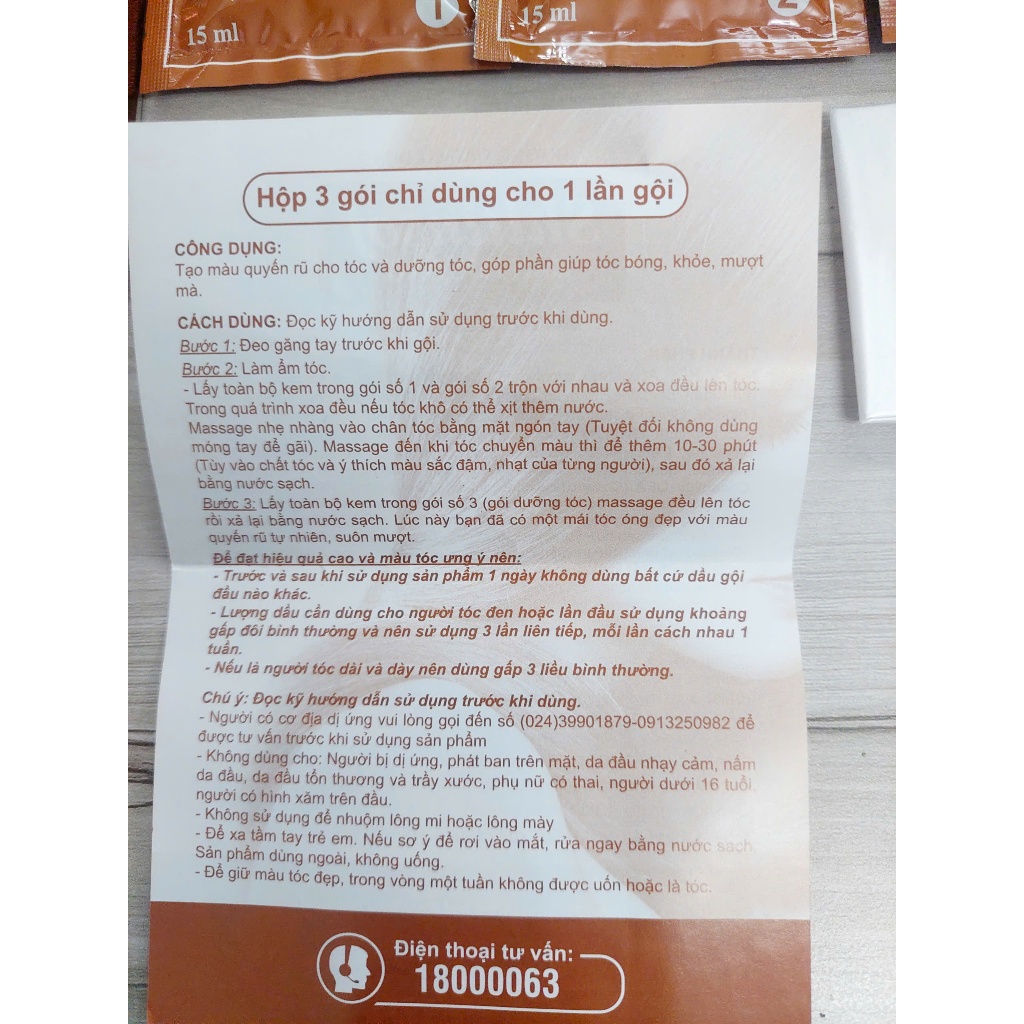 15 ml
1
15 ml
2
Hộp 3 gói chỉ dùng cho 1 lần gội
CÔNG DỤNG:
Tạo màu quyến rũ cho tóc và dưỡng tóc, góp phần giúp tóc bóng, khỏe, mượt
mà.
CÁCH DÙNG: Đọc kỹ hướng dẫn sử dụng trước khi dùng.
Bước 1: Đeo găng tay trước khi gội.
Bước 2: Làm ẩm tóc.
- Lấy toàn bộ kem trong gói số 1 và gói số 2 trộn với nhau và xoa đều lên tóc.
Trong quá trình xoa đều nếu tóc khô có thể xịt thêm nước.
Massage nhẹ nhàng vào chân tóc bằng mặt ngón tay (Tuyệt đối không dùng
móng tay để gãi). Massage đến khi tóc chuyển màu thì để thêm 10-30 phút
(Tùy vào chất tóc và ý thích màu sắc đậm, nhạt của từng người), sau đó xả lại
bằng nước sạch.
Bước 3: Lấy toàn bộ kem trong gói số 3 (gói dưỡng tóc) massage đều lên tóc
rồi xả lại bằng nước sạch. Lúc này bạn đã có một mái tóc óng đẹp với màu
quyến rũ tự nhiên, suôn mượt.
Để đạt hiệu quả cao và màu tóc ưng ý nên:
- Trước và sau khi sử dụng sản phẩm 1 ngày không dùng bất cứ dầu gội
đầu nào khác.
- Lượng dầu cần dùng cho người tóc đen hoặc lần đầu sử dụng khoảng
gấp đôi bình thường và nên sử dụng 3 lần liên tiếp, mỗi lần cách nhau 1
tuần.
- Nếu là người tóc dài và dày nên dùng gấp 3 liều bình thường.
Chú ý: Đọc kỹ hướng dẫn sử dụng trước khi dùng.
- Người có cơ địa dị ứng vui lòng gọi đến số (024)39901879-0913250982 để
được tư vấn trước khi sử dụng sản phẩm
- Không dùng cho: Người bị dị ứng, phát ban trên mặt, da đầu nhạy cảm, nấm
da đầu, da đầu tổn thương và trầy xước, phụ nữ có thai, người dưới 16 tuổi,
người có hình xăm trên đầu.
- Không sử dụng để nhuộm lông mi hoặc lông mày
- Để xa tầm tay trẻ em. Nếu sơ ý để rơi vào mắt, rửa ngay bằng nước sạch.
Sản phẩm dùng ngoài, không uống.
- Để giữ màu tóc đẹp, trong vòng một tuần không được uốn hoặc là tóc.
Điện thoại tư vấn:
18000063